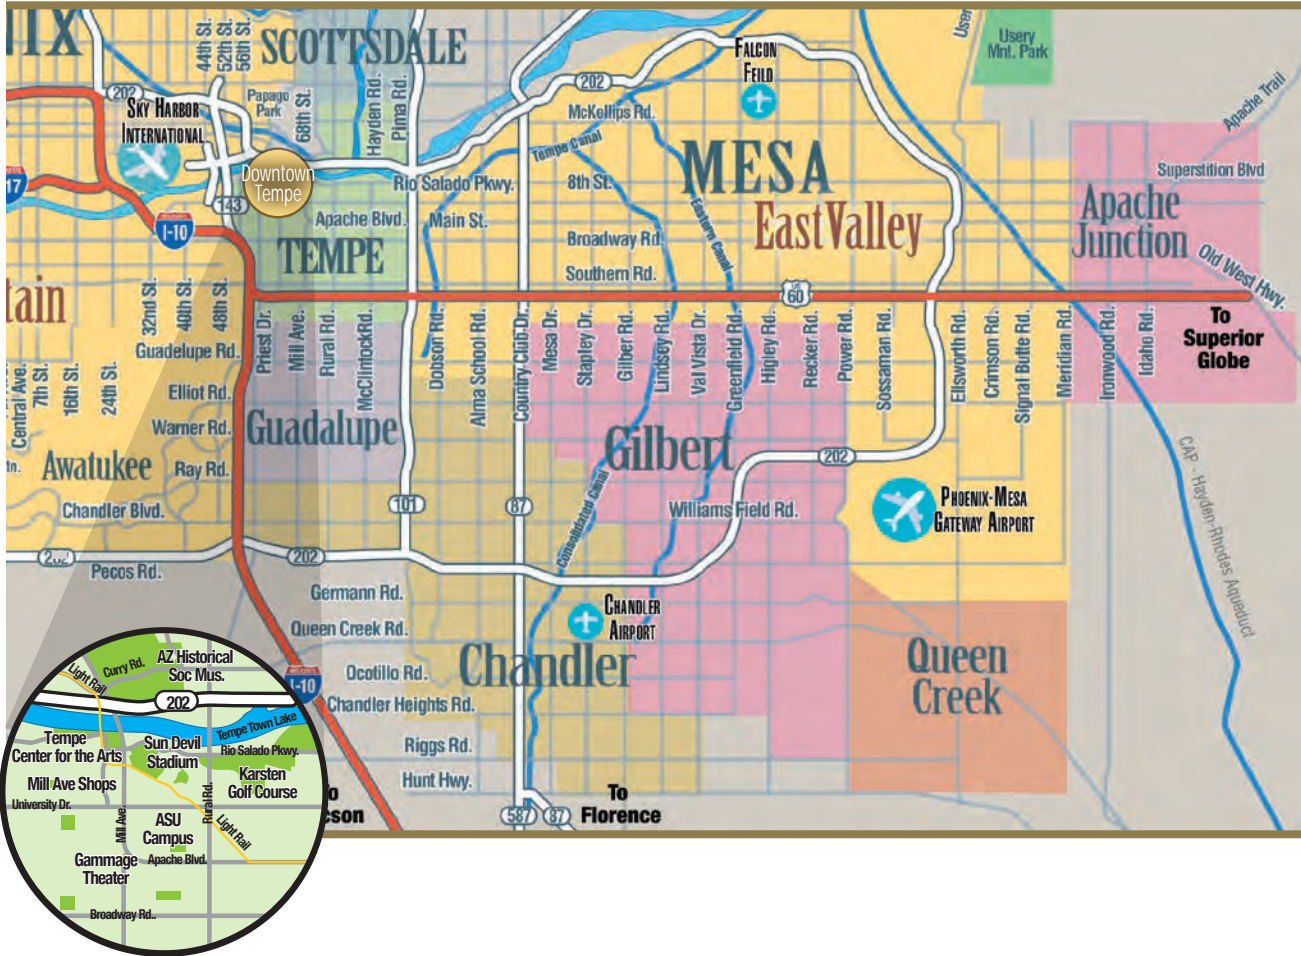 NIX
SCOTTSDALE
44th St.
52th St.
56th St.
Papago
Park
68th St.
Hayden Rd.
Pima Rd.
202
SKY HARBOR
INTERNATIONAL
17
143
I-10
Downtown
Tempe
202
FALCON
FEILD
User
Usery
Mnt. Park
Apache Trail
McKellips Rd.
Tempe Canal
MESA
Superstition Blvd
Rio Salado Pkwy.
8th St.
Eastern Canal
EastValley
Apache
Junction
Apache Blvd.
Main St.
Broadway Rd.
TEMPE
Southern Rd.
Old West Hwy.
60
tain
32nd St.
40th St.
48th St.
Priest Dr.
Mill Ave.
Rural Rd.
McClintockRd.
Dobson Rd.
Alma School Rd.
Country Club Dr.
Mesa Dr.
Stapley Dr.
Gilber Rd.
Lindsey Rd.
Val Vista Dr.
Greenfield Rd.
Higley Rd.
Recker Rd.
Power Rd.
Sossaman Rd.
Ellsworth Rd.
Crimson Rd.
Signal Butte Rd.
Meridian Rd.
Ironwood Rd.
Idaho Rd.
To
Superior
Globe
Guadelupe Rd.
Central Ave.
7th St.
16th St.
24th St.
Elliot Rd.
Warner Rd.
Guadalupe
Gilbert
202
Awatukee
Ray Rd.
CAP - Hayden-Rhodes Aqueduct
Chandler Blvd.
101
87
Consolidated Canal
Williams Field Rd.
PHOENIX-MESA
GATEWAY AIRPORT
202
Pecos Rd.
Germann Rd.
CHANDLER
AIRPORT
Queen Creek Rd.
Chandler
Queen
Creek
Ocotillo Rd.
I-10
Chandler Heights Rd.
Riggs Rd.
Hunt Hwy.
To
Florence
587
87
cson
Light Rail
Curry Rd.
AZ Historical
Soc Mus.
202
Tempe Town Lake
Tempe
Center for the Arts
Sun Devil
Stadium
Rio Salado Pkwy.
Karsten
Golf Course
Mill Ave Shops
University Dr.
Mill Ave.
Rural Rd.
ASU
Campus
Light Rail
Gammage
Theater
Apache Blvd.
Broadway Rd..